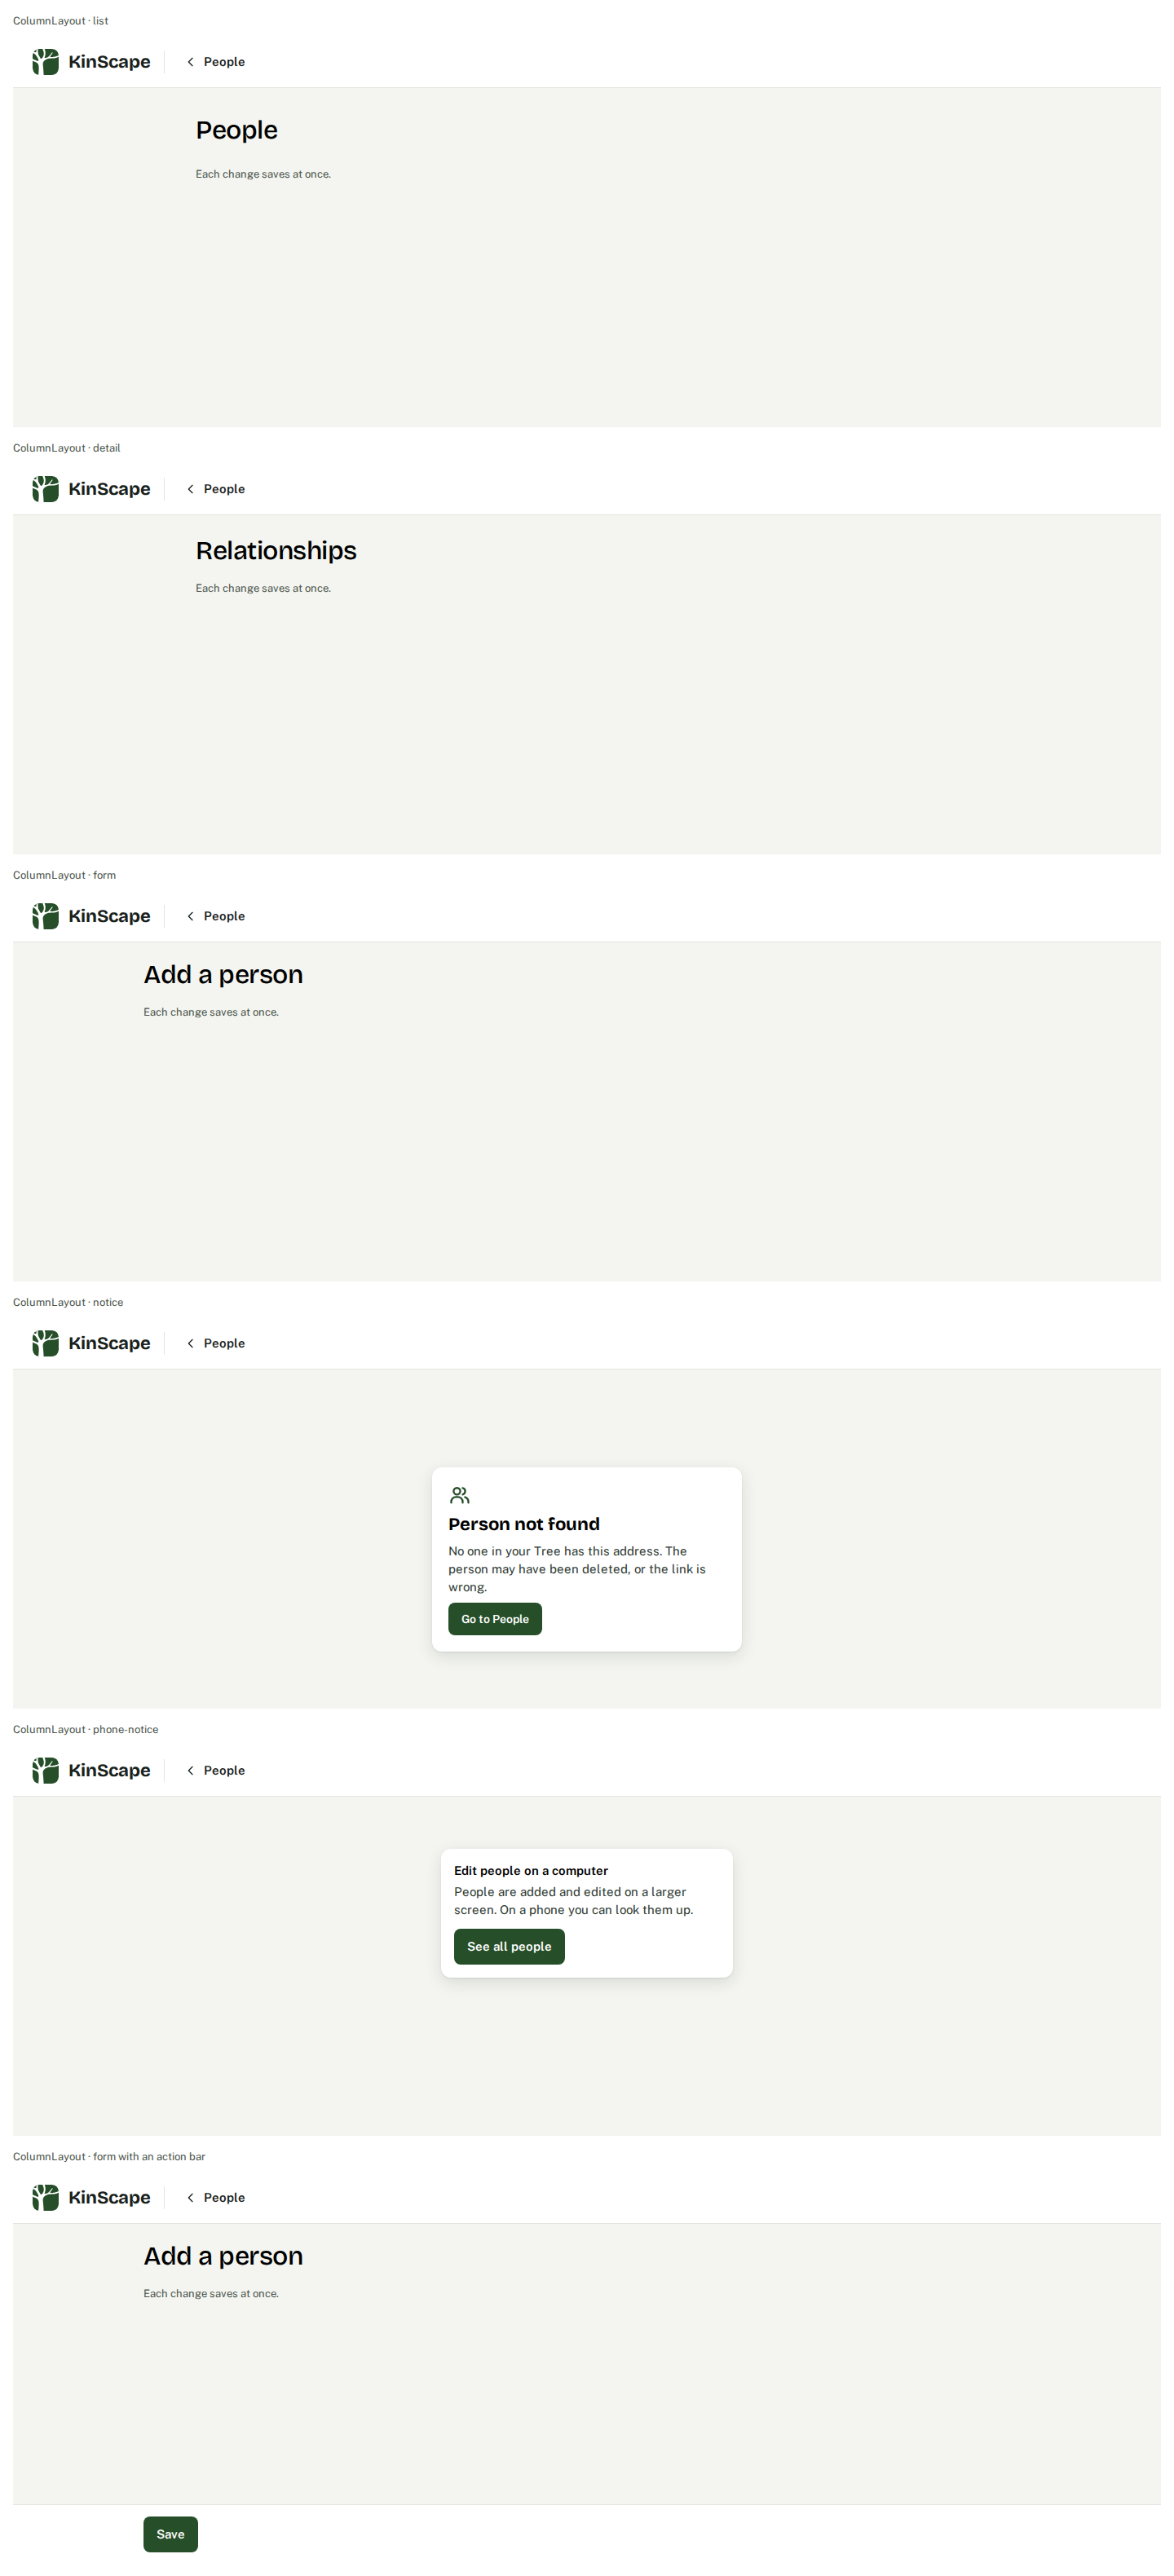 ColumnLayout · list
KinScape
People
People
Each change saves at once.
ColumnLayout · detail
KinScape
People
Relationships
Each change saves at once.
ColumnLayout · form
KinScape
People
Add a person
Each change saves at once.
ColumnLayout · notice
KinScape
People
Person not found
No one in your Tree has this address. The
person may have been deleted, or the link is
wrong.
Go to People
ColumnLayout · phone-notice
KinScape
People
Edit people on a computer
People are added and edited on a larger
screen. On a phone you can look them up.
See all people
ColumnLayout · form with an action bar
KinScape
People
Add a person
Each change saves at once.
Save